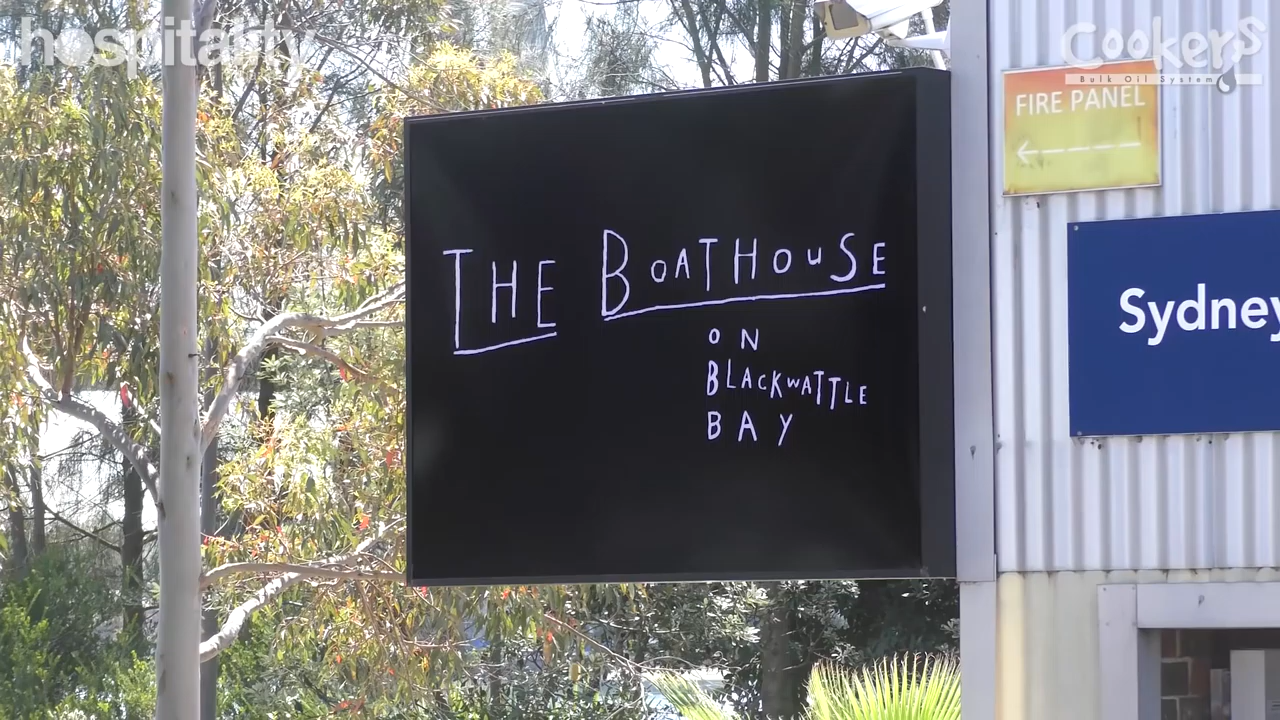 hospitality
Cookers
Bulk Oil System
FIRE PANEL
THE BOATHOUSE
ON
BLACKWATTLE
BAY
Sydney